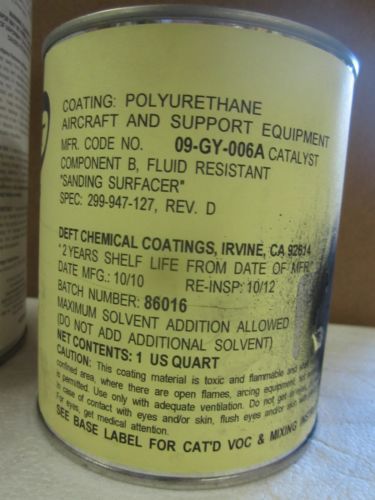 COATING: POLYURETHANE
AIRCRAFT AND SUPPORT EQUIPMENT
MFR. CODE NO. 09-GY-006A CATALYST
COMPONENT B, FLUID RESISTANT
"SANDING SURFACER"
SPEC: 299-947-127, REV. D
DEFT CHEMICAL COATINGS, IRVINE, CA 92614
*2 YEARS SHELF LIFE FROM DATE OF MFR
DATE MFG.: 10/10 RE-INSP: 10/12
BATCH NUMBER: 86016
MAXIMUM SOLVENT ADDITION ALLOWED
(DO NOT ADD ADDITIONAL SOLVENT)
NET CONTENTS: 1 US QUART
CAUTION: This coating material is toxic and flammable and
confined area, where there are open flames, arcing equipment,
is permitted. Use only with adequate ventilation. Do not get
in case of contact with eyes and/or skin, flush eyes and/or skin
For eyes, get medical attention.
SEE BASE LABEL FOR CAT'D VOC & MIXING